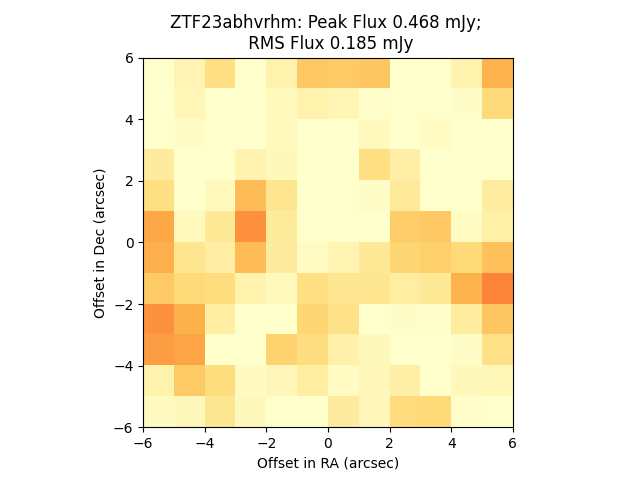 ZTF23abhvrhm: Peak Flux 0.468 mJy;
RMS Flux 0.185 mJy
6
4
2
0
−2
−4
−6
Offset in Dec (arcsec)
−6 −4 −2 0 2 4 6
Offset in RA (arcsec)